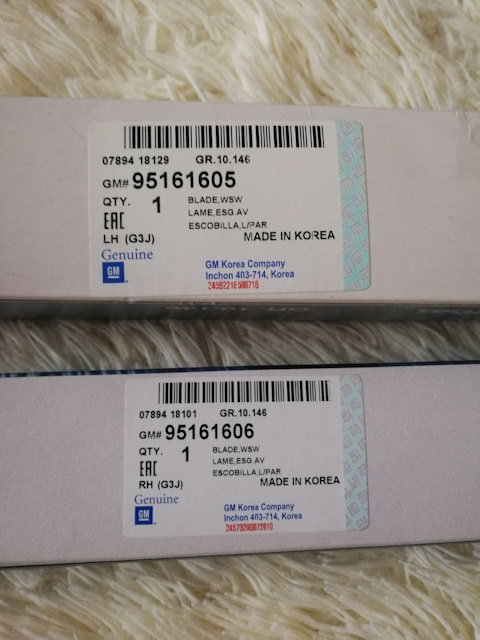 07894 18129 GR.10.146
GM# 95161605
QTY. 1 BLADE,WSW
LAME,ESG.AV
EAC ESCOBILLA,L/PAR
LH (G3J) MADE IN KOREA
Genuine
GM
GM Korea Company
Inchon 403-714, Korea
07894 18101 GR.10.146
GM# 95161606
QTY. 1 BLADE,WSW
LAME,ESG.AV
EAC ESCOBILLA,L/PAR
RH (G3J) MADE IN KOREA
Genuine
GM
GM Korea Company
Inchon 403-714, Korea